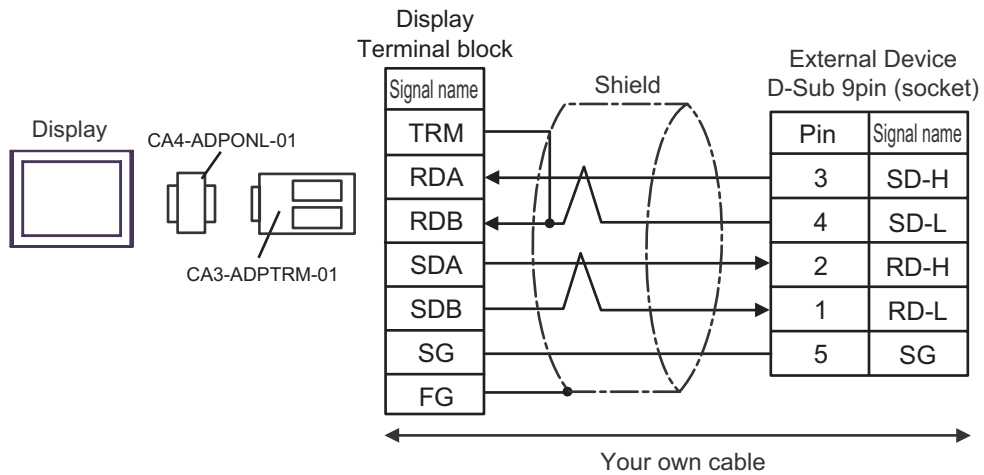 Display
CA4-ADPONL-01
CA3-ADPTRM-01
Display
Terminal block
Signal name
TRM
RDA
RDB
SDA
SDB
SG
FG
Shield
External Device
D-Sub 9pin (socket)
Pin Signal name
3 SD-H
4 SD-L
2 RD-H
1 RD-L
5 SG
Your own cable